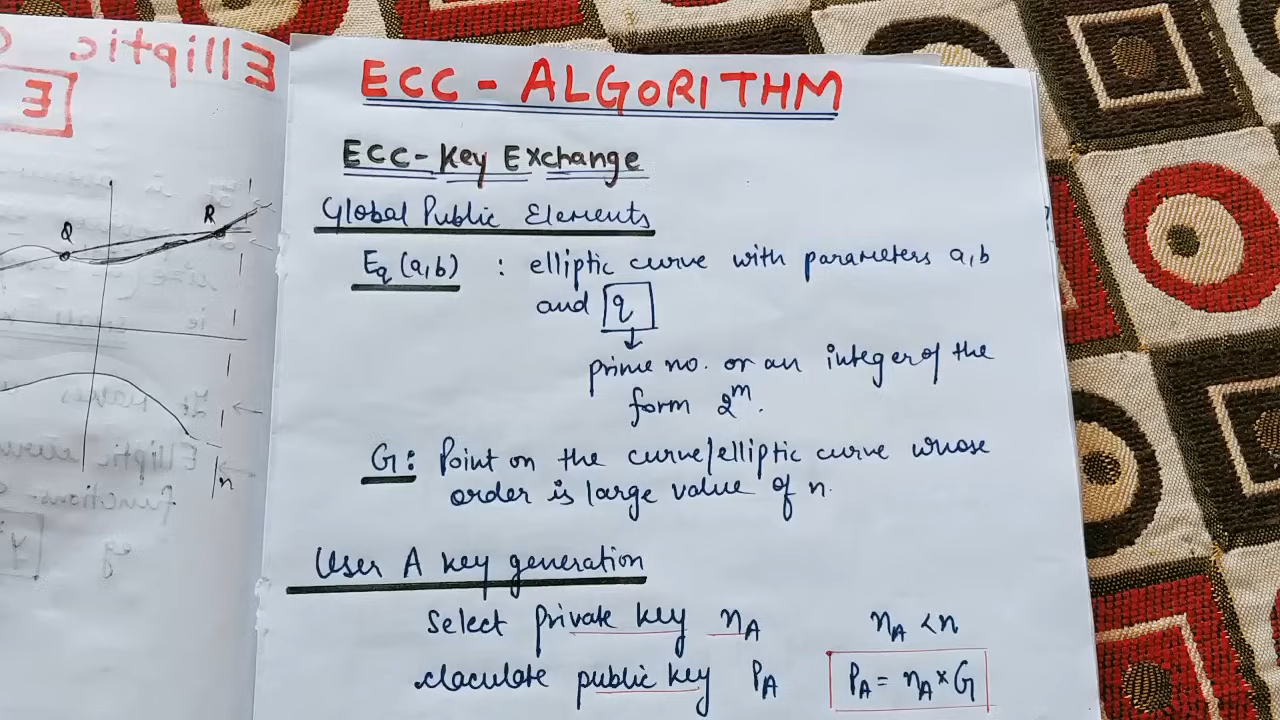 ECC - ALGORITHM
ECC - Key Exchange
Global Public Elements
Eq (a,b) : elliptic curve with parameters a,b
and q
prime no. or an integer of the
form 2^m.
G: Point on the curve/elliptic curve whose
order is large value of n.
User A key generation
Select private key nA nA < n
claculate public key PA PA = nA × G
Elliptic
E
Q
R